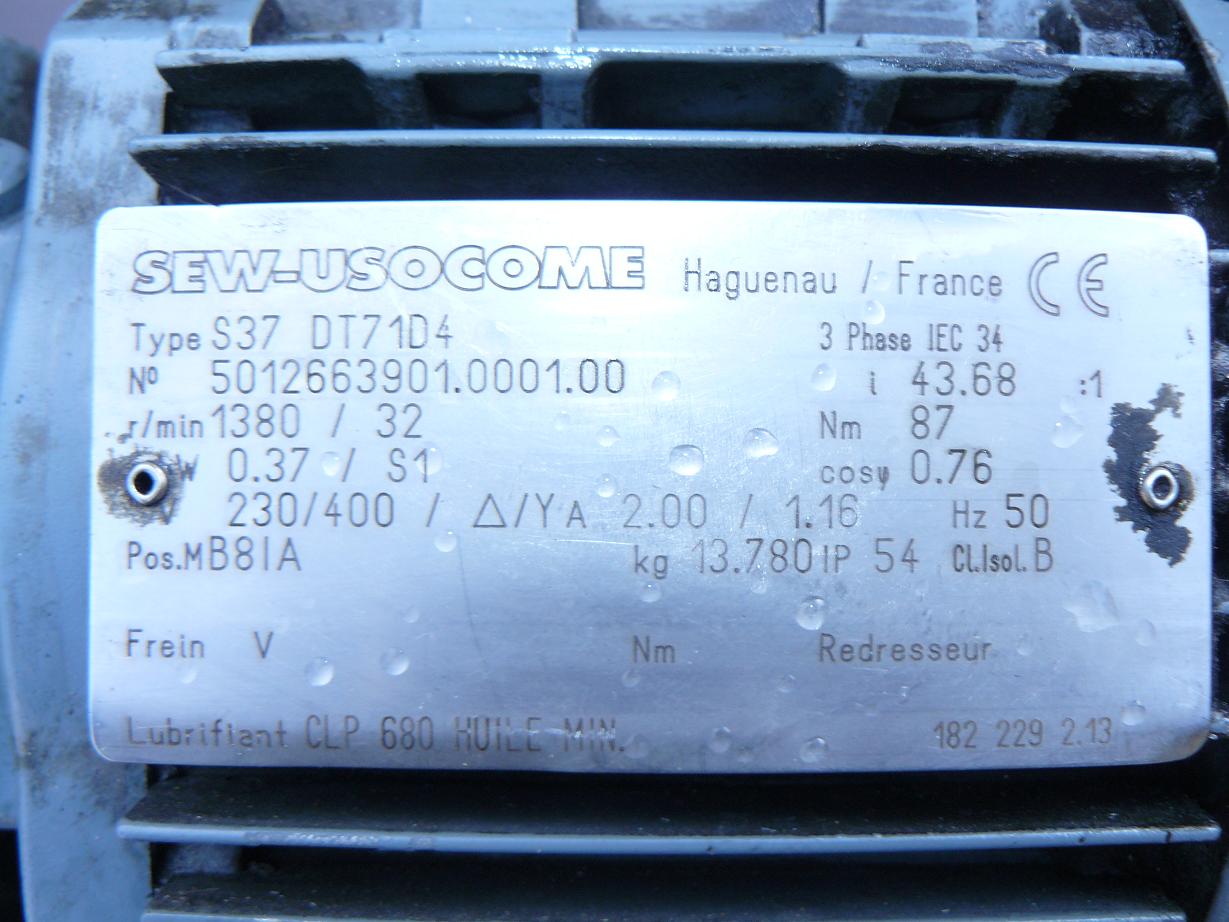 SEW-USOCOME Haguenau / France CE
Type S37 DT71D4 3 Phase IEC 34
Nº 5012663901.0001.00 i 43.68 :1
r/min 1380 / 32 Nm 87
W 0.37 / S1 cosφ 0.76
V 230/400 / Δ/Y A 2.00 / 1.16 Hz 50
Pos.M B8IA kg 13.780 IP 54 Cl.Isol. B
Frein V Nm Redresseur
Lubrifiant CLP 680 HUILE MIN. 182 229 2.13